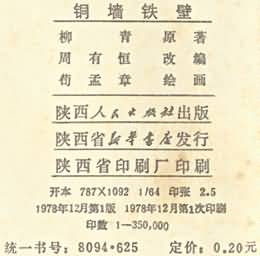 铜墙铁壁
柳青原著
周有恒改编
荀孟章绘画
陕西人民出版社出版
陕西省新华书店发行
陕西省印刷厂印刷
开本 787×1092 1/64 印张 2.5
1978年12月第1版 1978年12月第1次印刷
印数 1—350,000
统一书号：8094·625 定价：0.20元